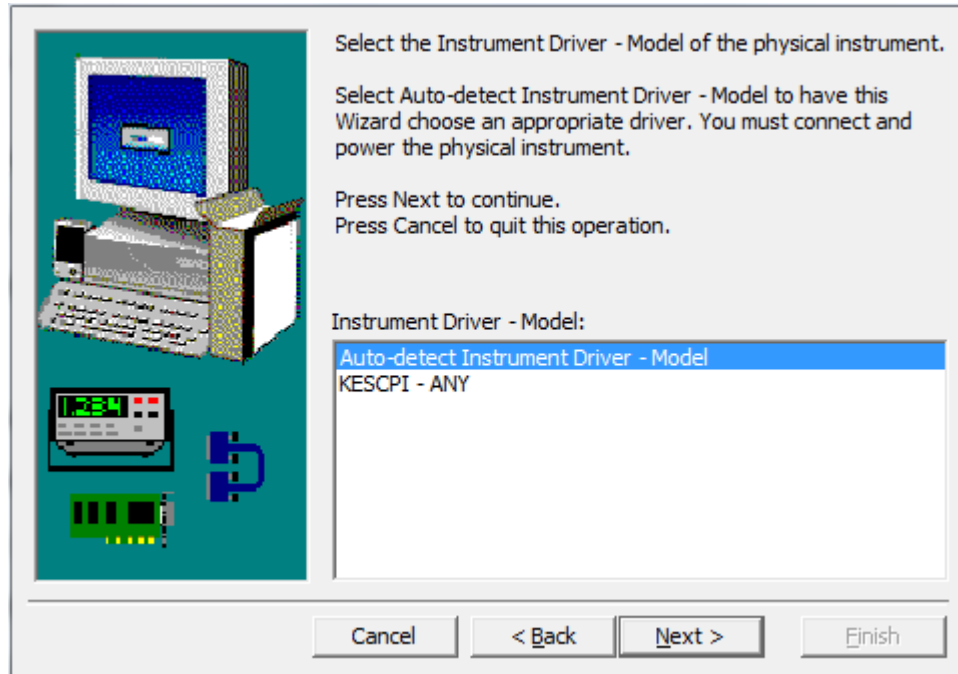 Select the Instrument Driver - Model of the physical instrument.
Select Auto-detect Instrument Driver - Model to have this
Wizard choose an appropriate driver. You must connect and
power the physical instrument.
Press Next to continue.
Press Cancel to quit this operation.
Instrument Driver - Model:
Auto-detect Instrument Driver - Model
KESCPI - ANY
1.234
Cancel
< Back
Next >
Finish